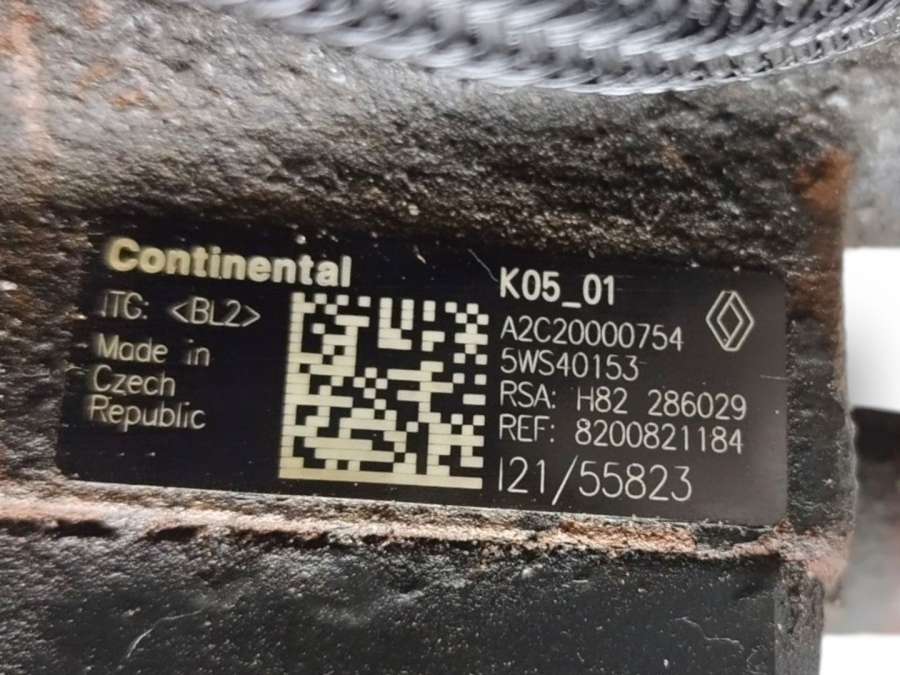 Continental
ITC: <BL2>
Made in
Czech
Republic
K05_01
A2C20000754
5WS40153
RSA: H82 286029
REF: 8200821184
I21/55823